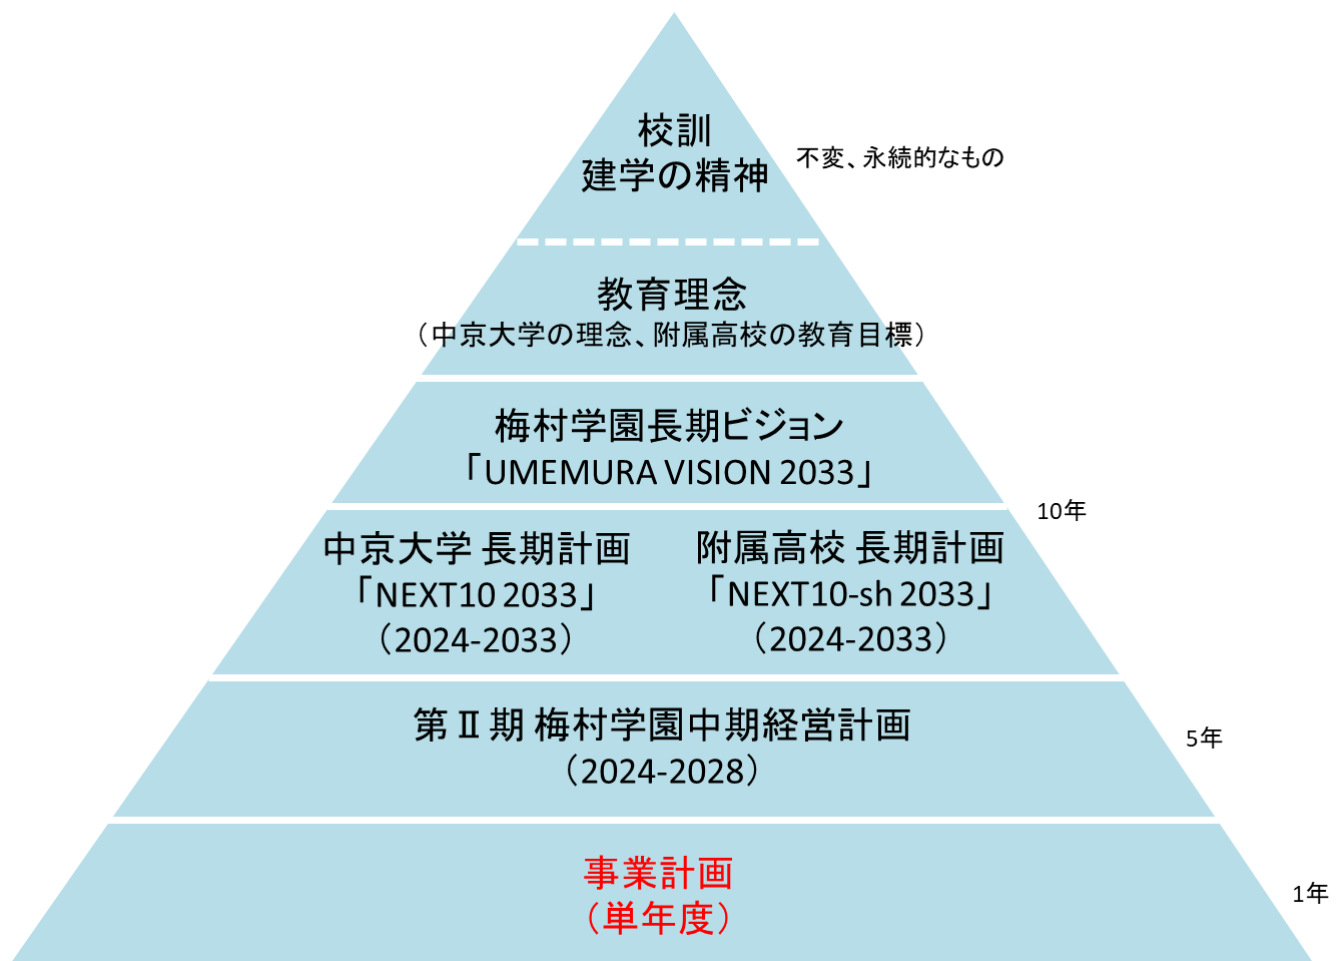 校訓
建学の精神
不変、永続的なもの
教育理念
（中京大学の理念、附属高校の教育目標）
梅村学園長期ビジョン
「UMEMURA VISION 2033」
10年
中京大学 長期計画
「NEXT10 2033」
（2024-2033）
附属高校 長期計画
「NEXT10-sh 2033」
（2024-2033）
第Ⅱ期 梅村学園中期経営計画
（2024-2028）
5年
事業計画
（単年度）
1年